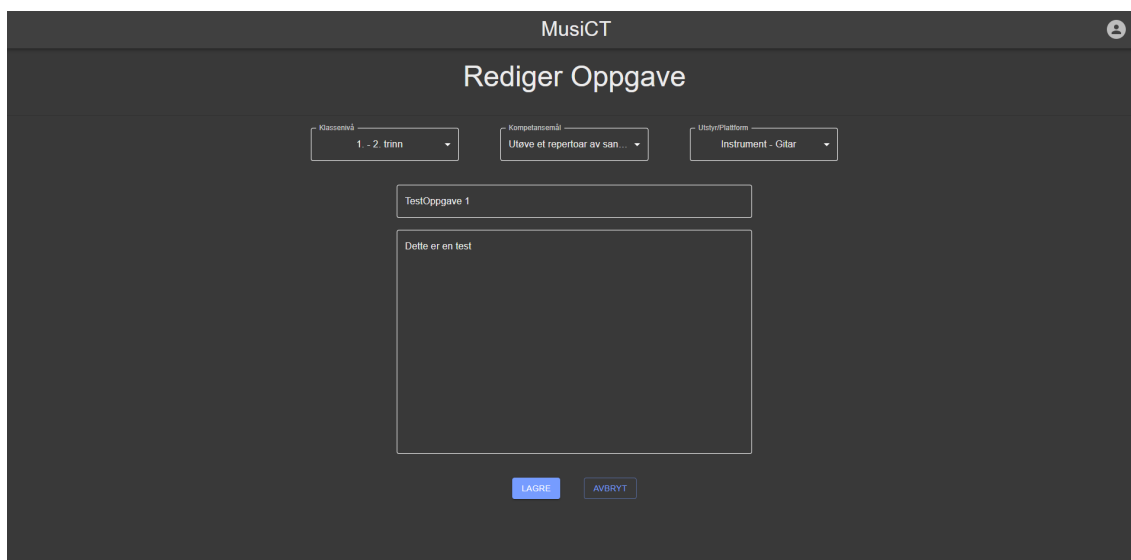 MusiCT
Rediger Oppgave
Klassenivå Kompetansemål Utstyr/Plattform
1. - 2. trinn Utøve et repertoar av san... Instrument - Gitar
TestOppgave 1
Dette er en test
LAGRE AVBRYT